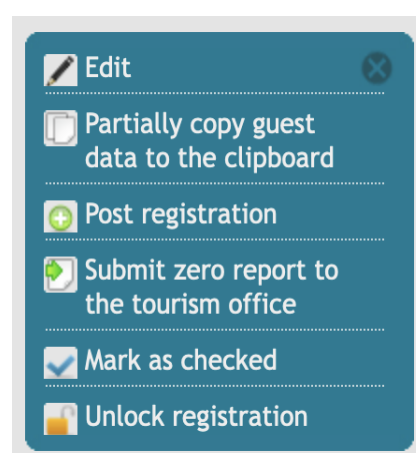 Edit
Partially copy guest
data to the clipboard
Post registration
Submit zero report to
the tourism office
Mark as checked
Unlock registration